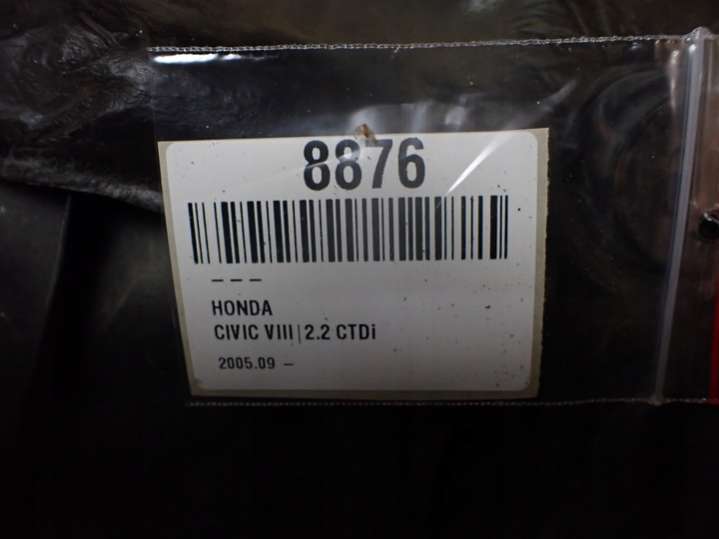 8876
– – –
HONDA
CIVIC VIII|2.2 CTDi
2005.09 –